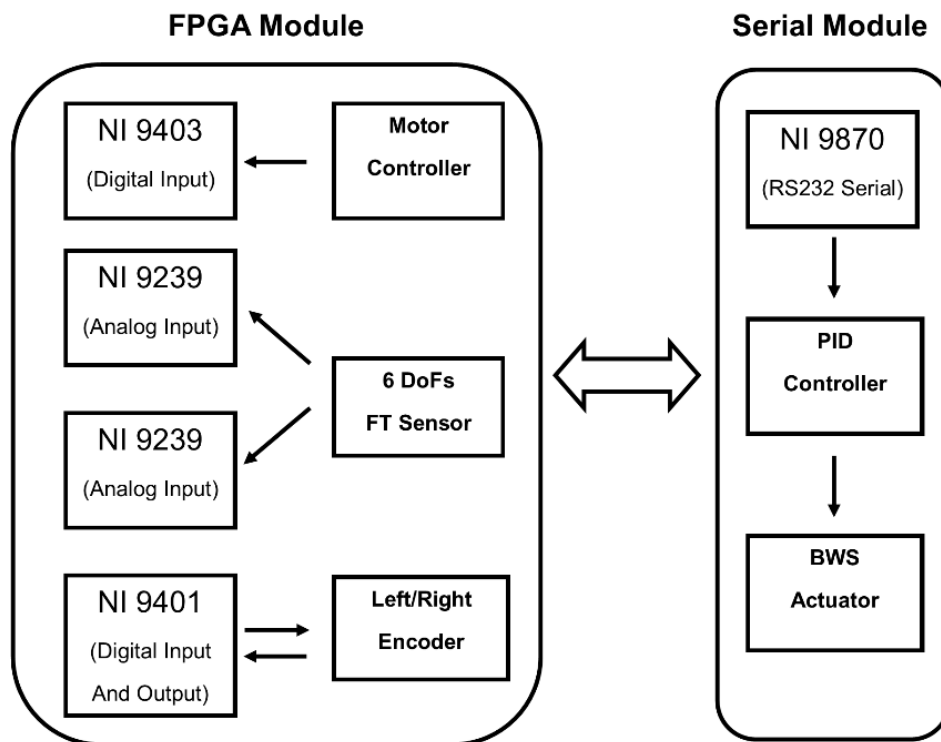 FPGA Module
NI 9403
(Digital Input)
Motor
Controller
NI 9239
(Analog Input)
6 DoFs
FT Sensor
NI 9239
(Analog Input)
NI 9401
(Digital Input
And Output)
Left/Right
Encoder
Serial Module
NI 9870
(RS232 Serial)
PID
Controller
BWS
Actuator